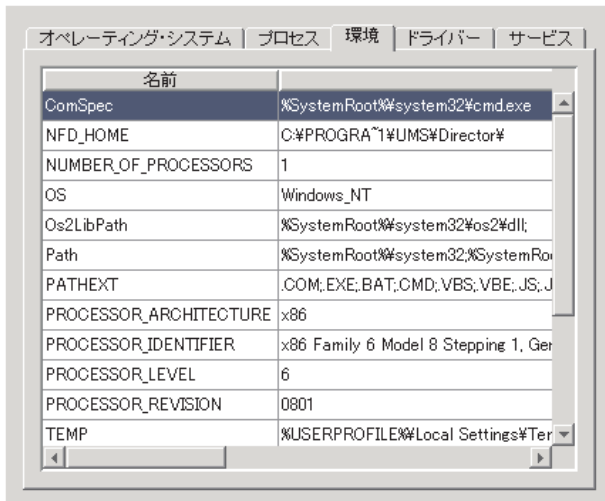 オペレーティング・システム プロセス 環境 ドライバー サービス
名前
ComSpec %SystemRoot%¥system32¥cmd.exe
NFD_HOME C:¥PROGRA~1¥UMS¥Director¥
NUMBER_OF_PROCESSORS 1
OS Windows_NT
Os2LibPath %SystemRoot%¥system32¥os2¥dll;
Path %SystemRoot%¥system32;%SystemRo
PATHEXT .COM;.EXE;.BAT;.CMD;.VBS;.VBE;.JS;.J
PROCESSOR_ARCHITECTURE x86
PROCESSOR_IDENTIFIER x86 Family 6 Model 8 Stepping 1, Ger
PROCESSOR_LEVEL 6
PROCESSOR_REVISION 0801
TEMP %USERPROFILE%¥Local Settings¥Ter